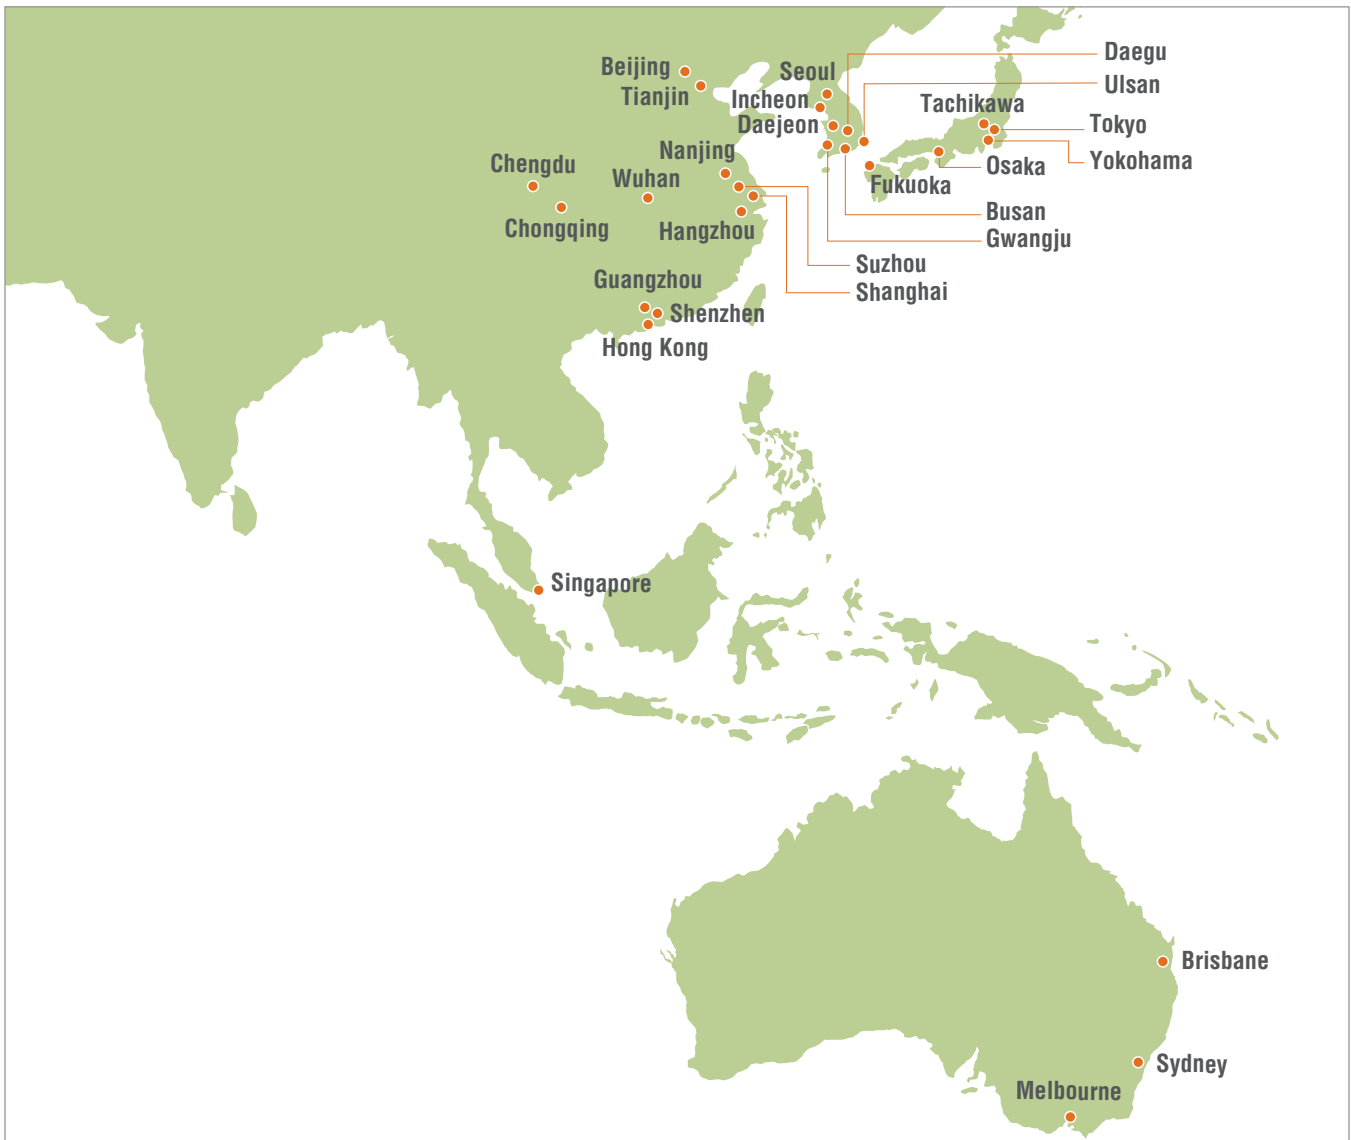 Daegu
Beijing
Seoul
Ulsan
Tianjin
Incheon
Tachikawa
Daejeon
Tokyo
Nanjing
Yokohama
Chengdu
Osaka
Wuhan
Fukuoka
Busan
Chongqing
Hangzhou
Gwangju
Suzhou
Guangzhou
Shanghai
Shenzhen
Hong Kong
Singapore
Brisbane
Sydney
Melbourne